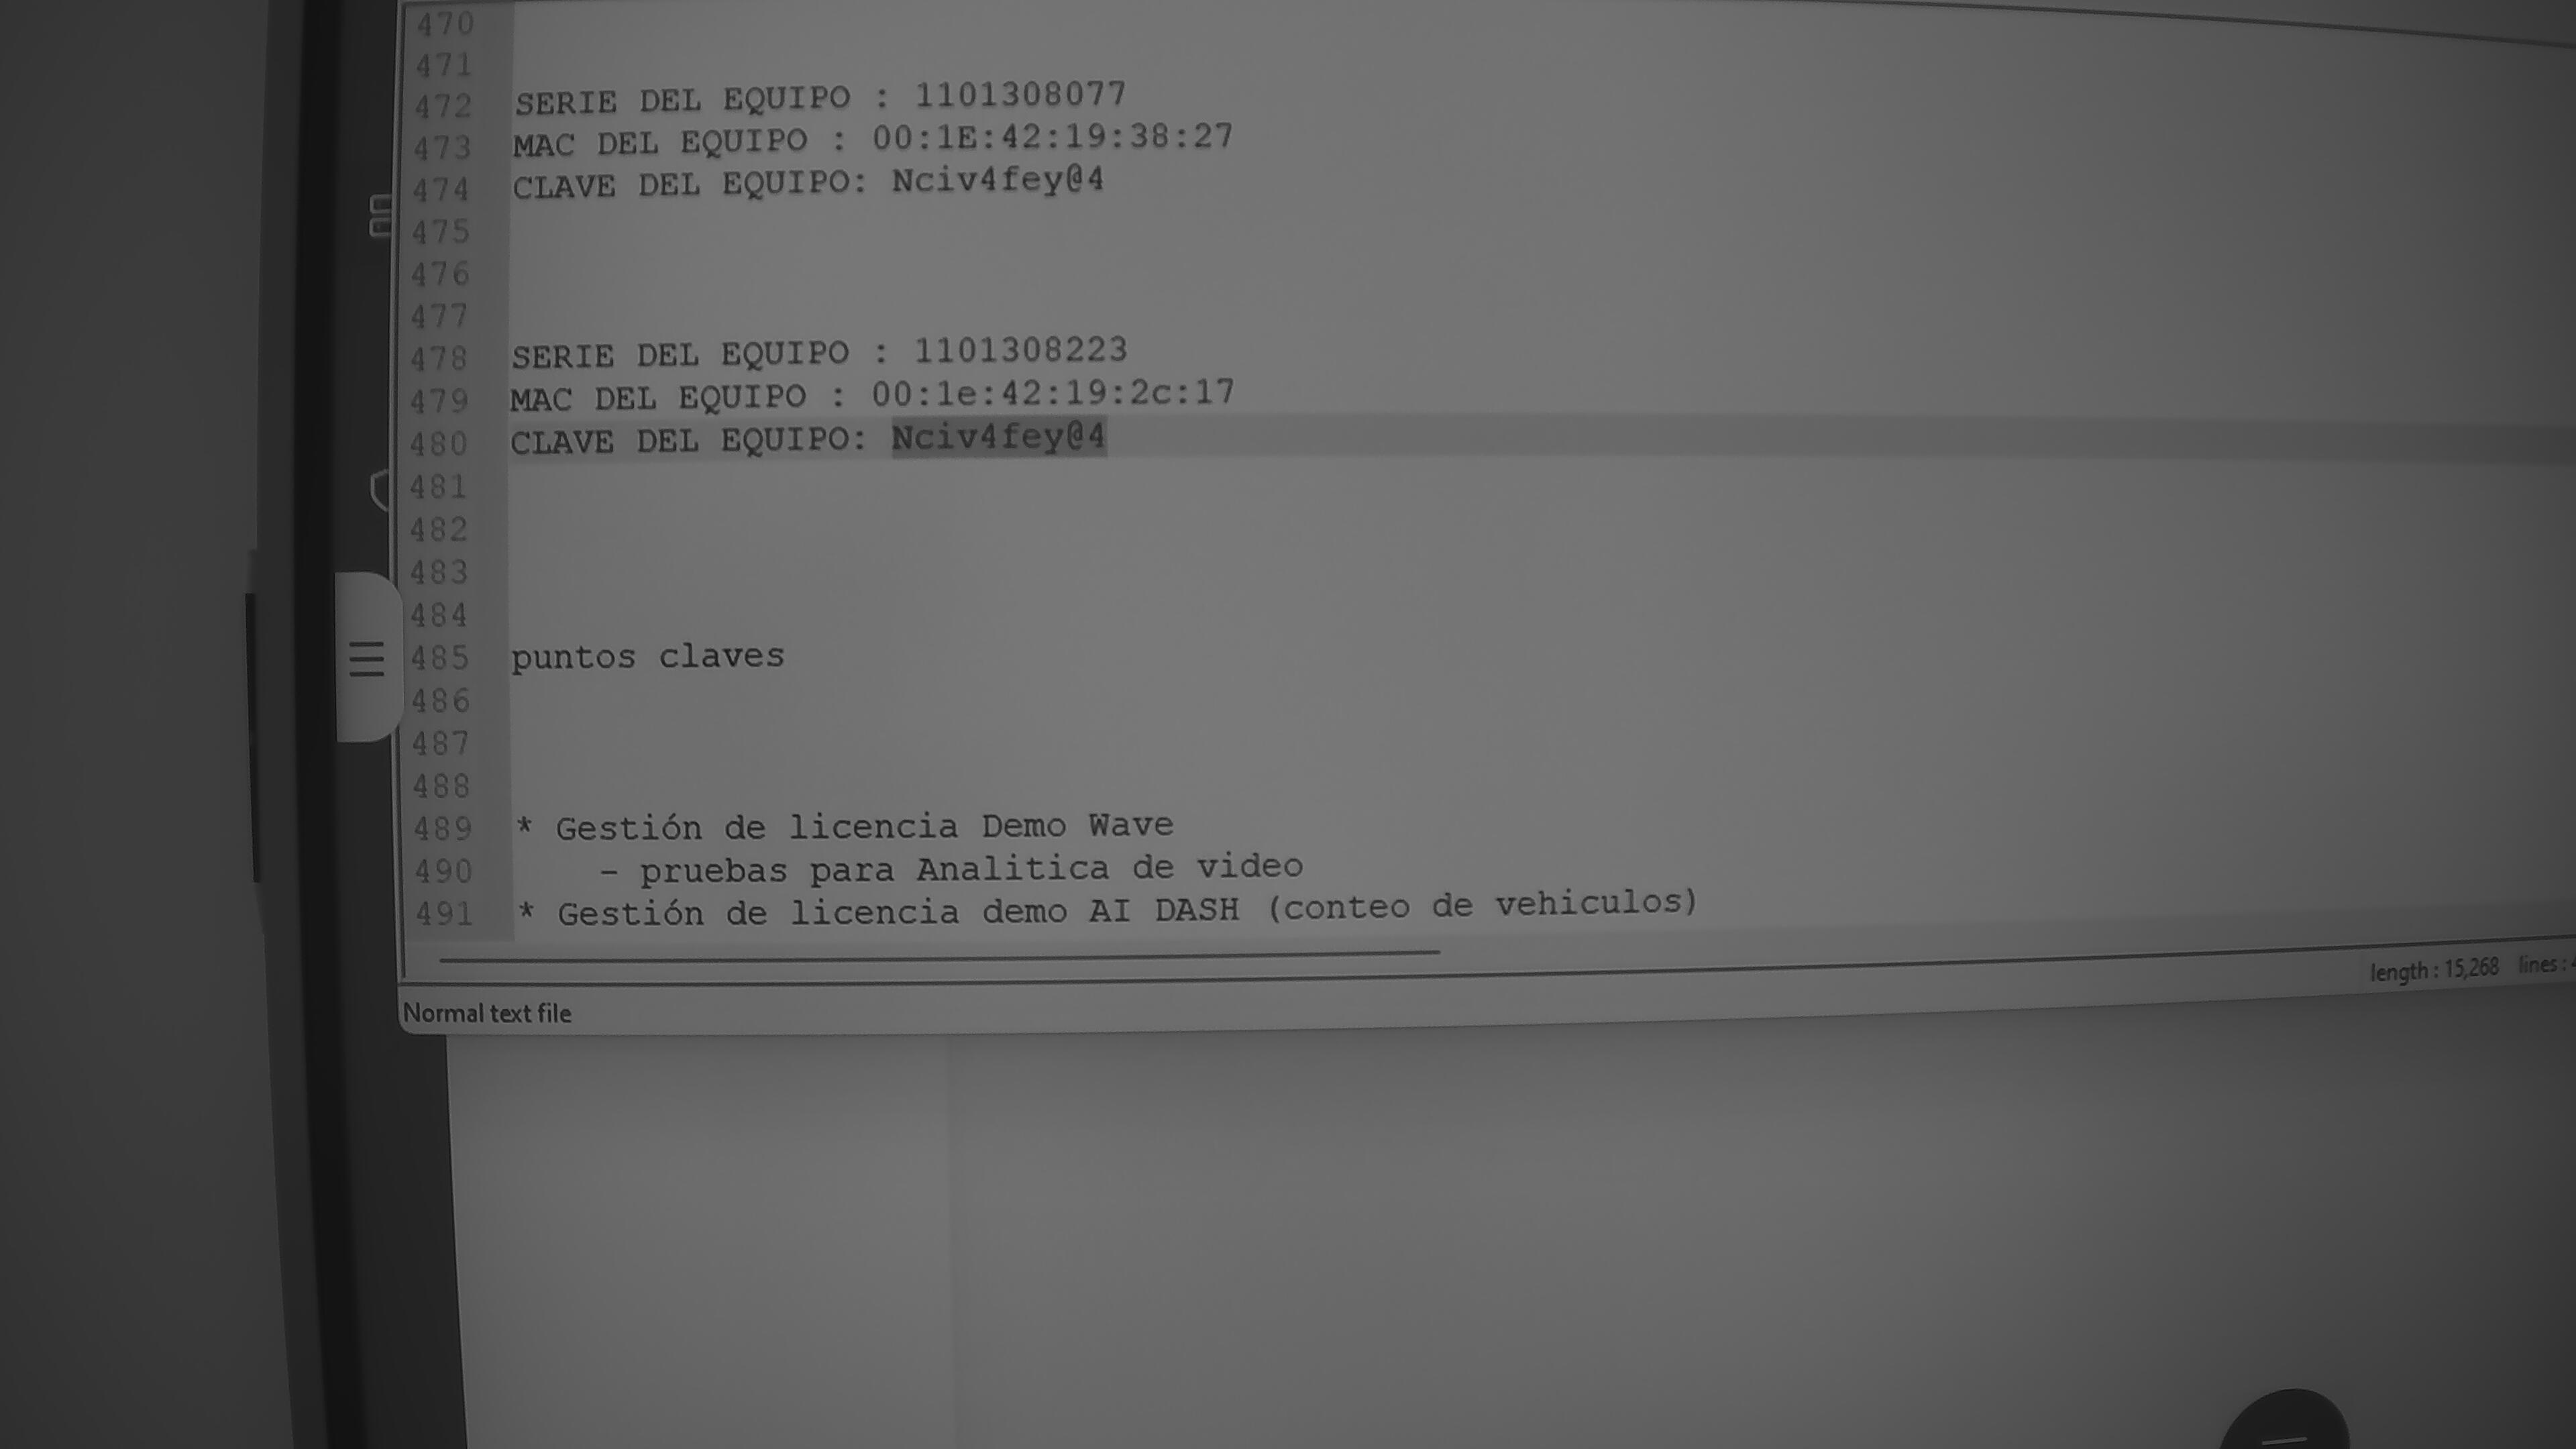 470
471
472 SERIE DEL EQUIPO : 1101308077
473 MAC DEL EQUIPO : 00:1E:42:19:38:27
474 CLAVE DEL EQUIPO: Nciv4fey@4
475
476
477
478 SERIE DEL EQUIPO : 1101308223
479 MAC DEL EQUIPO : 00:1e:42:19:2c:17
480 CLAVE DEL EQUIPO: Nciv4fey@4
481
482
483
484
485 puntos claves
486
487
488
489 * Gestión de licencia Demo Wave
490 - pruebas para Analitica de video
491 * Gestión de licencia demo AI DASH (conteo de vehiculos)
Normal text file length : 15,268 lines :